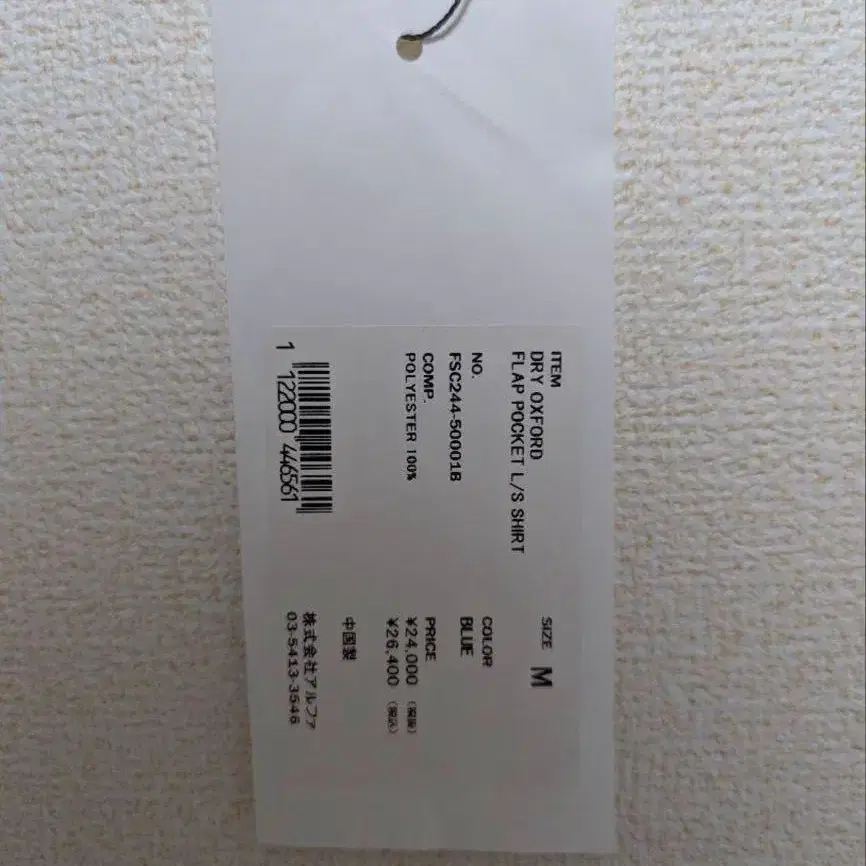 ITEM
DRY OXFORD
FLAP POCKET L/S SHIRT
SIZE M
NO.
FSC244-50001B
COLOR
BLUE
COMP.
POLYESTER 100%
PRICE
¥24,000 (税抜)
¥26,400 (税込)
中国製
1 122000 446561
株式会社アルファ
03-5413-3546